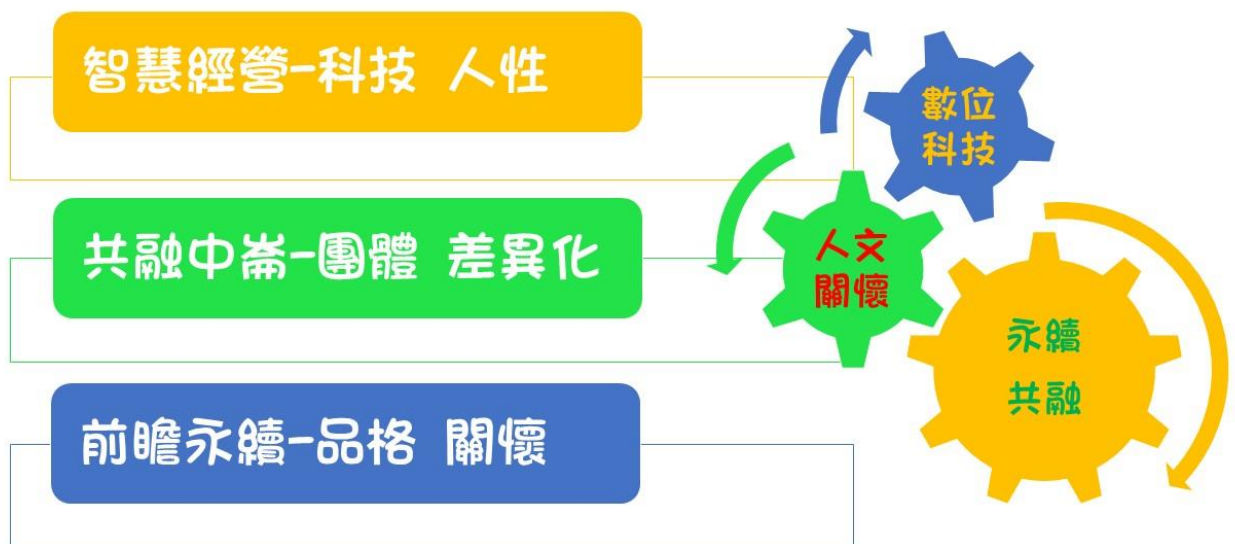 智慧經營-科技 人性
共融中崙-團體 差異化
前瞻永續-品格 關懷
數位
科技
人文
關懷
永續
共融